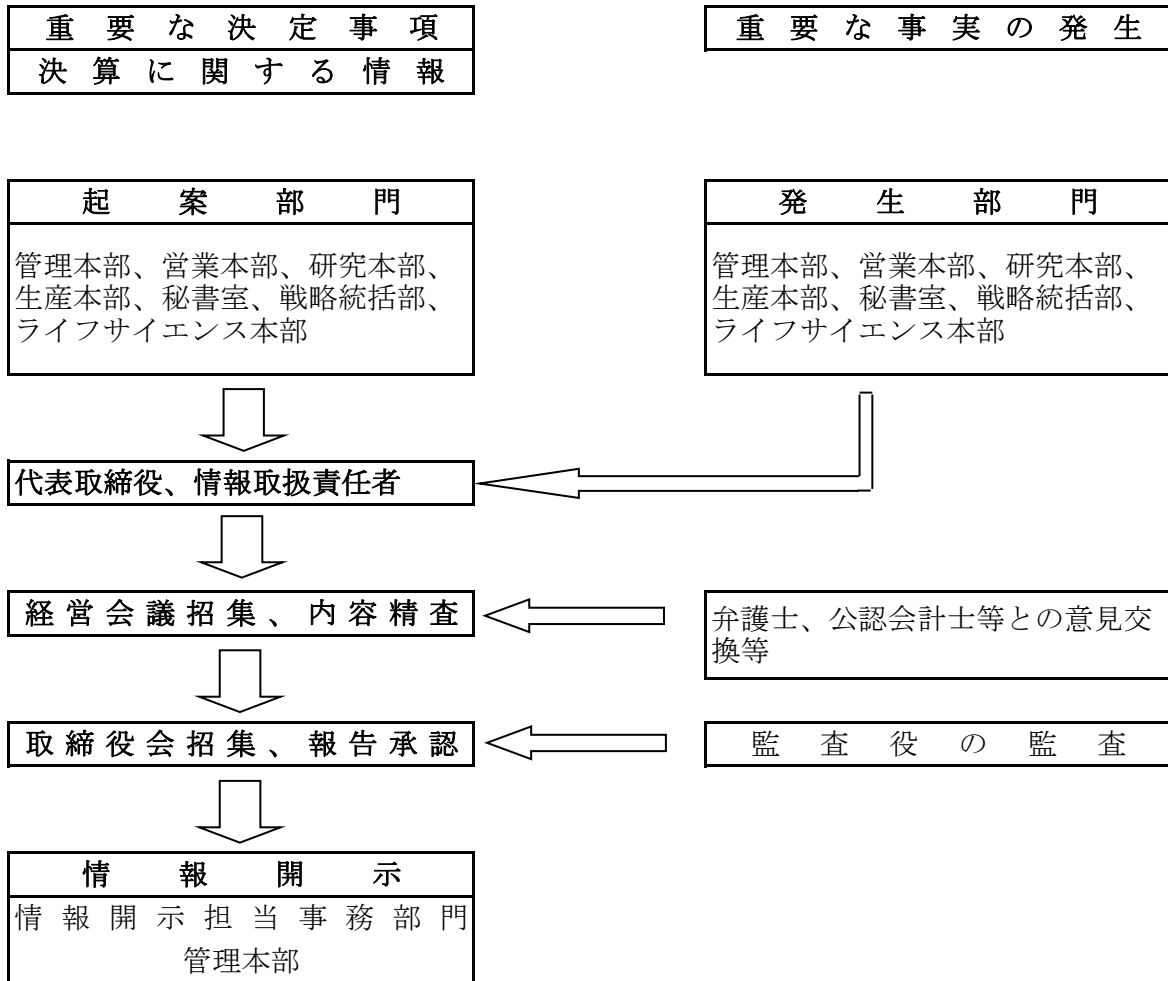 重要な決定事項
決算に関する情報
重要な事実の発生
起案部門
管理本部、営業本部、研究本部、
生産本部、秘書室、戦略統括部、
ライフサイエンス本部
発生部門
管理本部、営業本部、研究本部、
生産本部、秘書室、戦略統括部、
ライフサイエンス本部
代表取締役、情報取扱責任者
経営会議招集、内容精査
弁護士、公認会計士等との意見交
換等
取締役会招集、報告承認
監査役の監査
情報開示
情報開示担当事務部門
管理本部